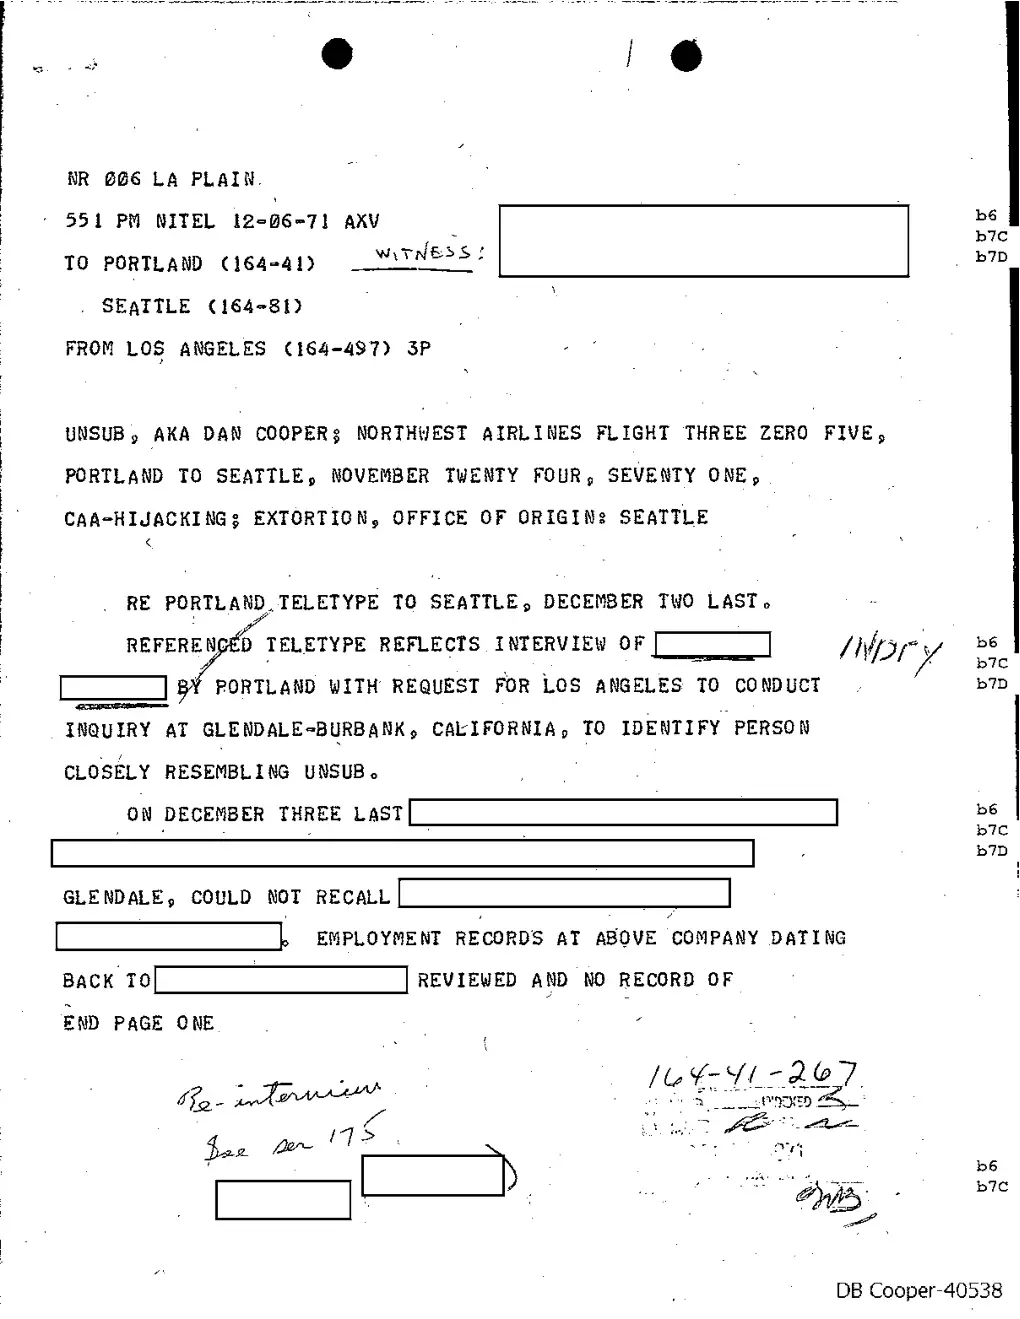 NR 006 LA PLAIN
551 PM NITEL 12-06-71 AXV
TO PORTLAND (164-41) WITNESS:
SEATTLE (164-81)
FROM LOS ANGELES (164-497) 3P
b6
b7C
b7D
UNSUB, AKA DAN COOPER; NORTHWEST AIRLINES FLIGHT THREE ZERO FIVE,
PORTLAND TO SEATTLE, NOVEMBER TWENTY FOUR, SEVENTY ONE,
CAA-HIJACKING; EXTORTION, OFFICE OF ORIGIN: SEATTLE
RE PORTLAND TELETYPE TO SEATTLE, DECEMBER TWO LAST.
REFERENCED TELETYPE REFLECTS INTERVIEW OF
BY PORTLAND WITH REQUEST FOR LOS ANGELES TO CONDUCT
INQUIRY AT GLENDALE-BURBANK, CALIFORNIA, TO IDENTIFY PERSON
CLOSELY RESEMBLING UNSUB.
b6
b7C
b7D
ON DECEMBER THREE LAST
GLENDALE, COULD NOT RECALL
. EMPLOYMENT RECORDS AT ABOVE COMPANY DATING
BACK TO REVIEWED AND NO RECORD OF
END PAGE ONE
b6
b7C
b7D
Re-interview
See ser 175
164-41-267
b6
b7C
DB Cooper-40538